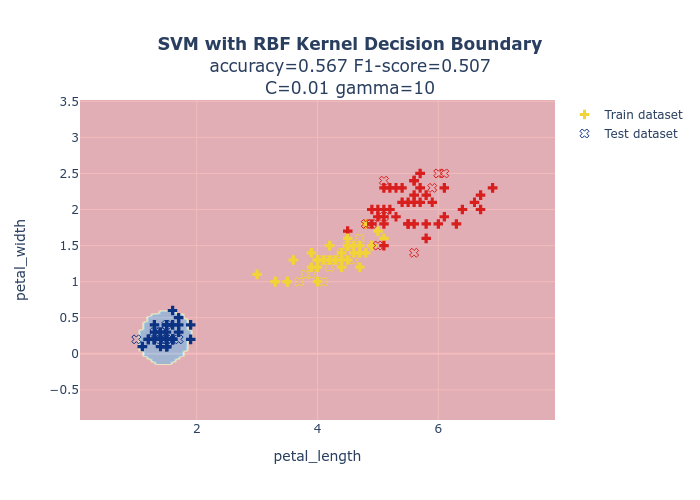 SVM with RBF Kernel Decision Boundary
accuracy=0.567 F1-score=0.507
C=0.01 gamma=10
3.5
3
2.5
2
1.5
1
0.5
0
−0.5
petal_width
2
4
6
petal_length
Train dataset
Test dataset